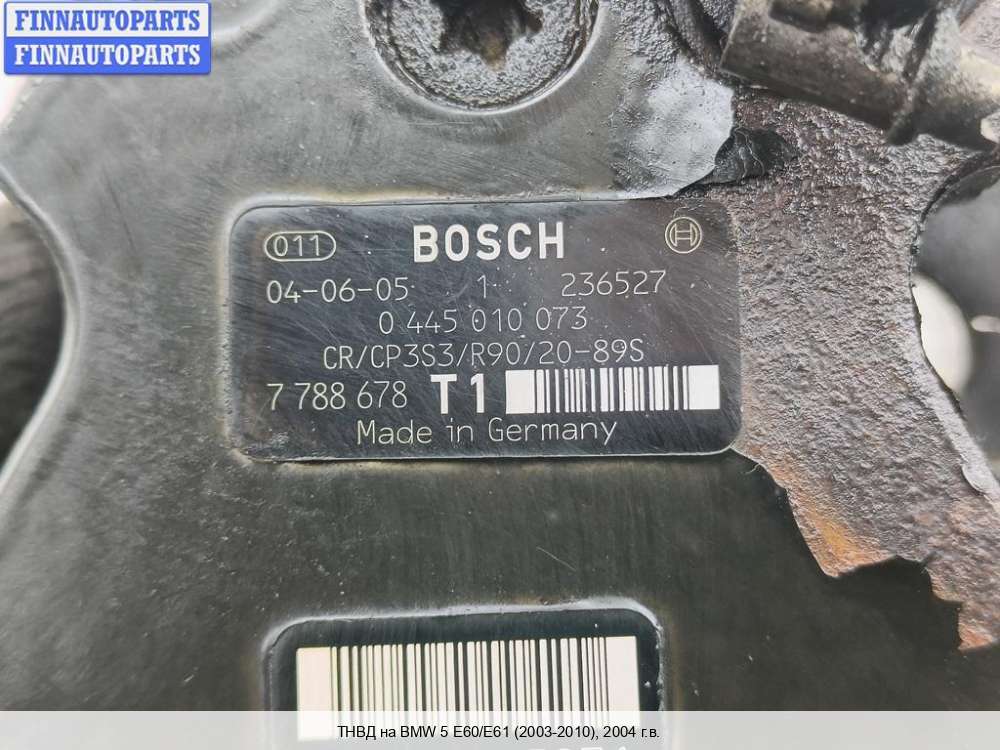 FINNAUTOPARTS
FINNAUTOPARTS
011 BOSCH
04-06-05 1 236527
0 445 010 073
CR/CP3S3/R90/20-89S
7 788 678 T1
Made in Germany
ТНВД на BMW 5 E60/E61 (2003-2010), 2004 г.в.